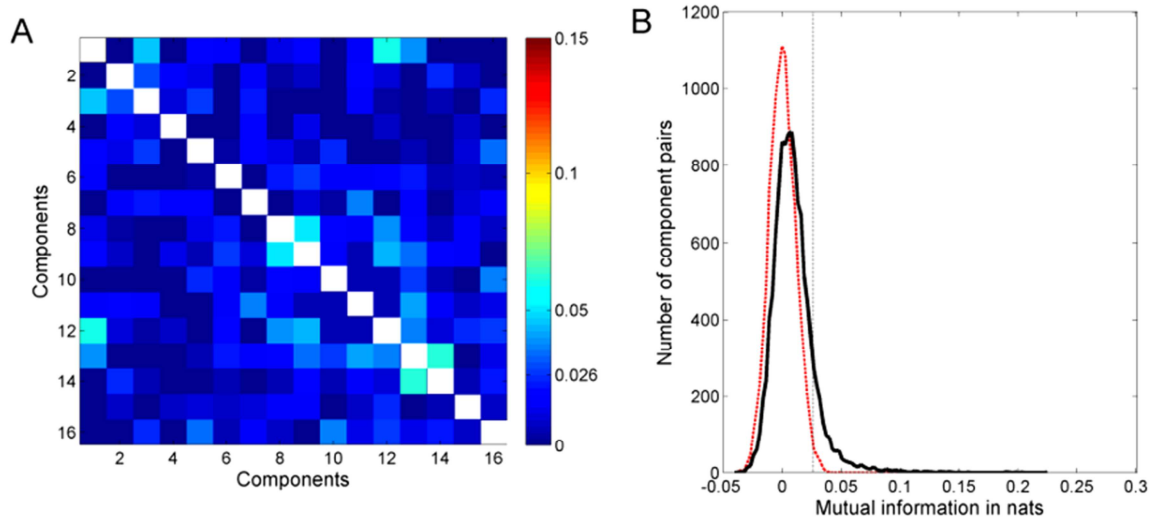 A
Components
2
4
6
8
10
12
14
16
2 4 6 8 10 12 14 16
Components
0.15
0.1
0.05
0.026
0
B
Number of component pairs
1200
1000
800
600
400
200
0
-0.05 0 0.05 0.1 0.15 0.2 0.25 0.3
Mutual information in nats